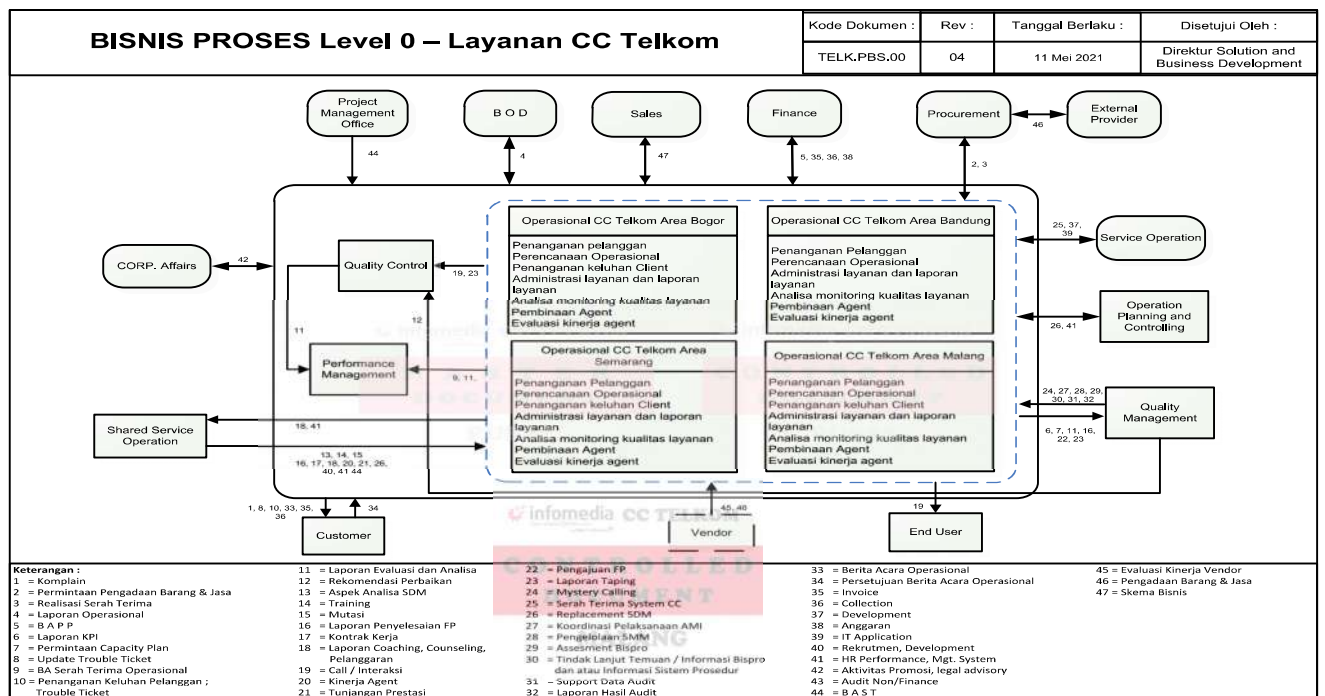 BISNIS PROSES Level 0 – Layanan CC Telkom
Kode Dokumen :
Rev :
Tanggal Berlaku :
Disetujui Oleh :
TELK.PBS.00
04
11 Mei 2021
Direktur Solution and
Business Development
Project
Management
Office
B O D
Sales
Finance
Procurement
External
Provider
46
44
4
47
5, 35, 36, 38
2, 3
CORP. Affairs
42
Quality Control
19, 23
11
12
Performance
Management
9, 11,
Operasional CC Telkom Area Bogor
Penanganan pelanggan
Perencanaan Operasional
Penanganan keluhan Client
Administrasi layanan dan laporan
layanan
Analisa monitoring kualitas layanan
Pembinaan Agent
Evaluasi kinerja agent
Operasional CC Telkom Area Bandung
Penanganan Pelanggan
Perencanaan Operasional
Administrasi layanan dan laporan
layanan
Analisa monitoring kualitas layanan
Pembinaan Agent
Evaluasi kinerja agent
Operasional CC Telkom Area
Semarang
Penanganan Pelanggan
Perencanaan Operasional
Penanganan keluhan Client
Administrasi layanan dan laporan
layanan
Analisa monitoring kualitas layanan
Pembinaan Agent
Evaluasi kinerja agent
Operasional CC Telkom Area Malang
Penanganan Pelanggan
Perencanaan Operasional
Penanganan keluhan Client
Administrasi layanan dan laporan
layanan
Analisa monitoring kualitas layanan
Pembinaan Agent
Evaluasi kinerja agent
25, 37,
39
Service Operation
26, 41
Operation
Planning and
Controlling
24, 27, 28, 29,
30, 31, 32
6, 7, 11, 16,
22, 23
Quality
Management
Shared Service
Operation
18, 41
13, 14, 15
16, 17, 18, 20, 21, 26,
40, 41 44
1, 8, 10, 33, 35,
36
34
Customer
infomedia CC TELKOM
Vendor
19
End User
CONTROLLED
Keterangan :
1 = Komplain
2 = Permintaan Pengadaan Barang & Jasa
3 = Realisasi Serah Terima
4 = Laporan Operasional
5 = B A P P
6 = Laporan KPI
7 = Permintaan Capacity Plan
8 = Update Trouble Ticket
9 = BA Serah Terima Operasional
10 = Penanganan Keluhan Pelanggan ;
Trouble Ticket
11 = Laporan Evaluasi dan Analisa
12 = Rekomendasi Perbaikan
13 = Aspek Analisa SDM
14 = Training
15 = Mutasi
16 = Laporan Penyelesaian FP
17 = Kontrak Kerja
18 = Laporan Coaching, Counseling,
Pelanggaran
19 = Call / Interaksi
20 = Kinerja Agent
21 = Tunjangan Prestasi
22 = Pengajuan FP
23 = Laporan Taping
24 = Mystery Calling
25 = Serah Terima System CC
26 = Replacement SDM
27 = Koordinasi Pelaksanaan AMI
28 = Pengelolaan SMM
29 = Assesment Bispro
30 = Tindak Lanjut Temuan / Informasi Bispro
dan atau Informasi Sistem Prosedur
31 = Support Data Audit
32 = Laporan Hasil Audit
33 = Berita Acara Operasional
34 = Persetujuan Berita Acara Operasional
35 = Invoice
36 = Collection
37 = Development
38 = Anggaran
39 = IT Application
40 = Rekrutmen, Development
41 = HR Performance, Mgt. System
42 = Aktivitas Promosi, legal advisory
43 = Audit Non/Finance
44 = B A S T
45 = Evaluasi Kinerja Vendor
46 = Pengadaan Barang & Jasa
47 = Skema Bisnis